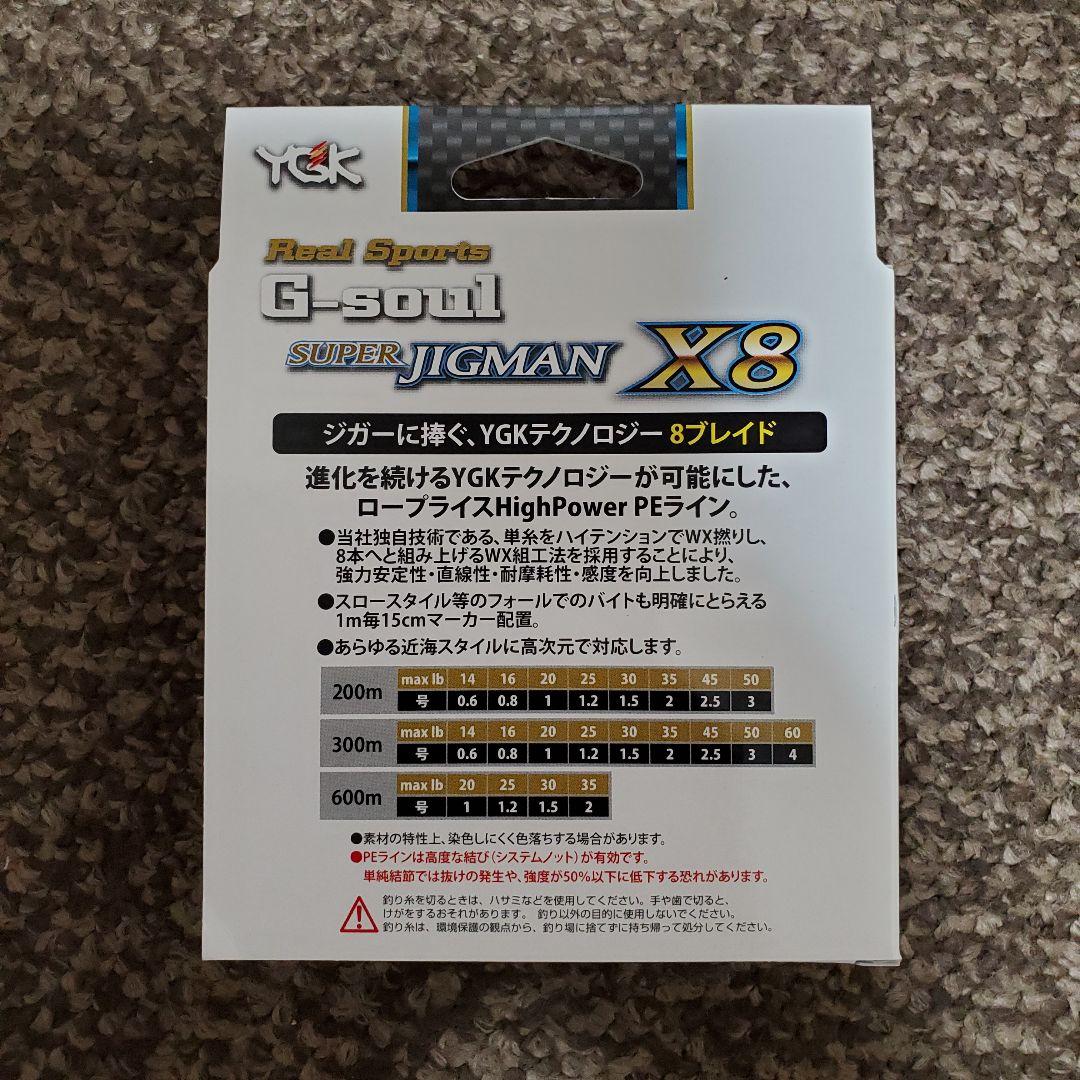 YGK
Real Sports
G-soul
SUPER JIGMAN X8
ジガーに捧ぐ、YGKテクノロジー 8ブレイド
進化を続けるYGKテクノロジーが可能にした、
ロープライスHighPower PEライン。
●当社独自技術である、単糸をハイテンションでWX撚りし、
8本へと組み上げるWX組工法を採用することにより、
強力安定性・直線性・耐摩耗性・感度を向上しました。
●スロースタイル等のフォールでのバイトも明確にとらえる
1m毎15cmマーカー配置。
●あらゆる近海スタイルに高次元で対応します。
200m max lb 14 16 20 25 30 35 45 50
号 0.6 0.8 1 1.2 1.5 2 2.5 3
300m max lb 14 16 20 25 30 35 45 50 60
号 0.6 0.8 1 1.2 1.5 2 2.5 3 4
600m max lb 20 25 30 35
号 1 1.2 1.5 2
●素材の特性上、染色しにくく色落ちする場合があります。
●PEラインは高度な結び(システムノット)が有効です。
単純結節では抜けの発生や、強度が50%以下に低下する恐れがあります。
釣り糸を切るときは、ハサミなどを使用してください。手や歯で切ると、
けがをするおそれがあります。 釣り以外の目的に使用しないでください。
釣り糸は、環境保護の観点から、釣り場に捨てずに持ち帰って処分してください。